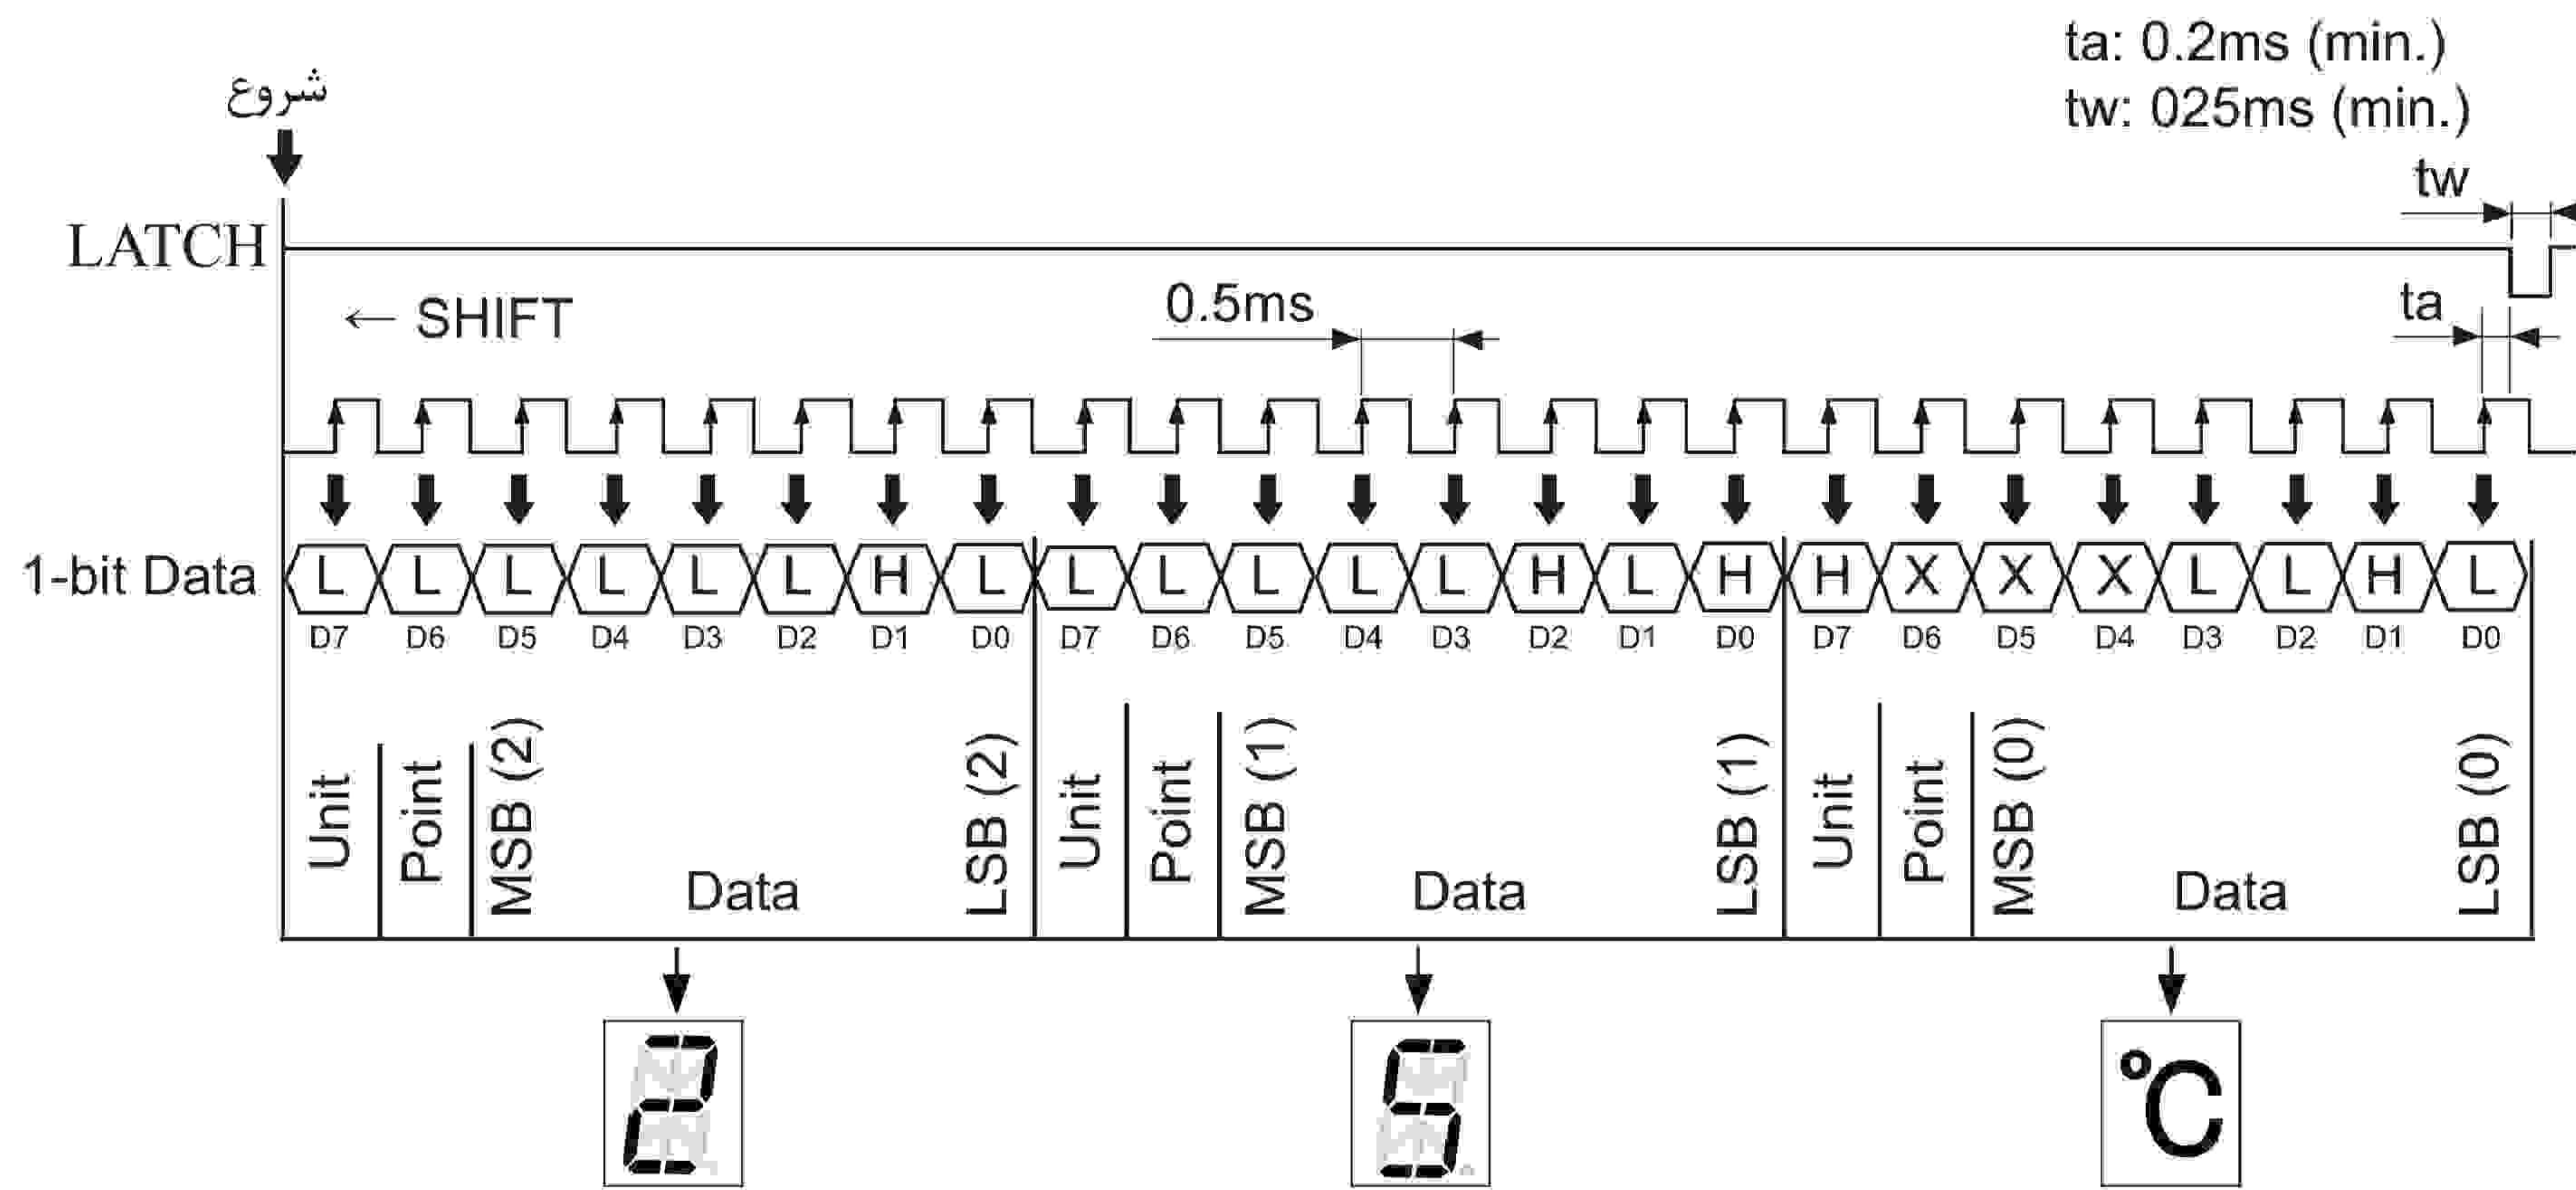 ta: 0.2ms (min.)
tw: 025ms (min.)
شروع
tw
LATCH
← SHIFT
0.5ms
ta
1-bit Data
L L L L L L H L L L L L L H L H H X X X L L H L
D7 D6 D5 D4 D3 D2 D1 D0 D7 D6 D5 D4 D3 D2 D1 D0 D7 D6 D5 D4 D3 D2 D1 D0
Unit Point MSB (2) Data LSB (2) Unit Point MSB (1) Data LSB (1) Unit Point MSB (0) Data LSB (0)
2 5 °C